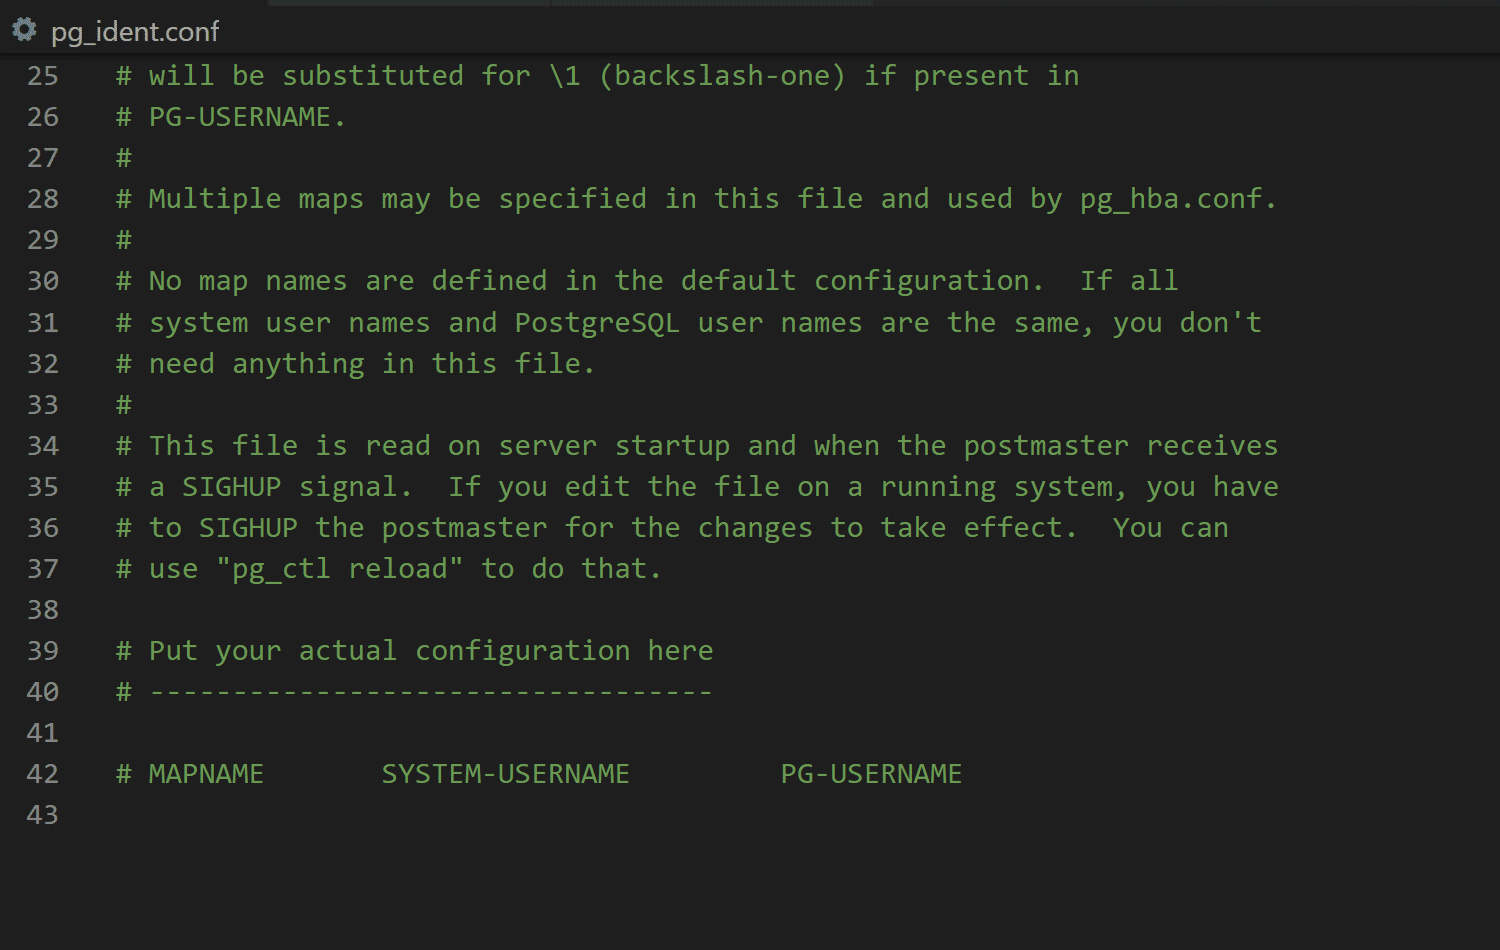 pg_ident.conf
25 # will be substituted for \1 (backslash-one) if present in
26 # PG-USERNAME.
27 #
28 # Multiple maps may be specified in this file and used by pg_hba.conf.
29 #
30 # No map names are defined in the default configuration.  If all
31 # system user names and PostgreSQL user names are the same, you don't
32 # need anything in this file.
33 #
34 # This file is read on server startup and when the postmaster receives
35 # a SIGHUP signal.  If you edit the file on a running system, you have
36 # to SIGHUP the postmaster for the changes to take effect.  You can
37 # use "pg_ctl reload" to do that.
38
39 # Put your actual configuration here
40 # ----------------------------------
41
42 # MAPNAME       SYSTEM-USERNAME         PG-USERNAME
43